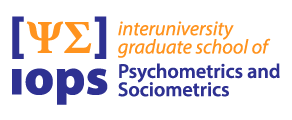 [ΨΣ] interuniversity
graduate school of
iops Psychometrics and
Sociometrics